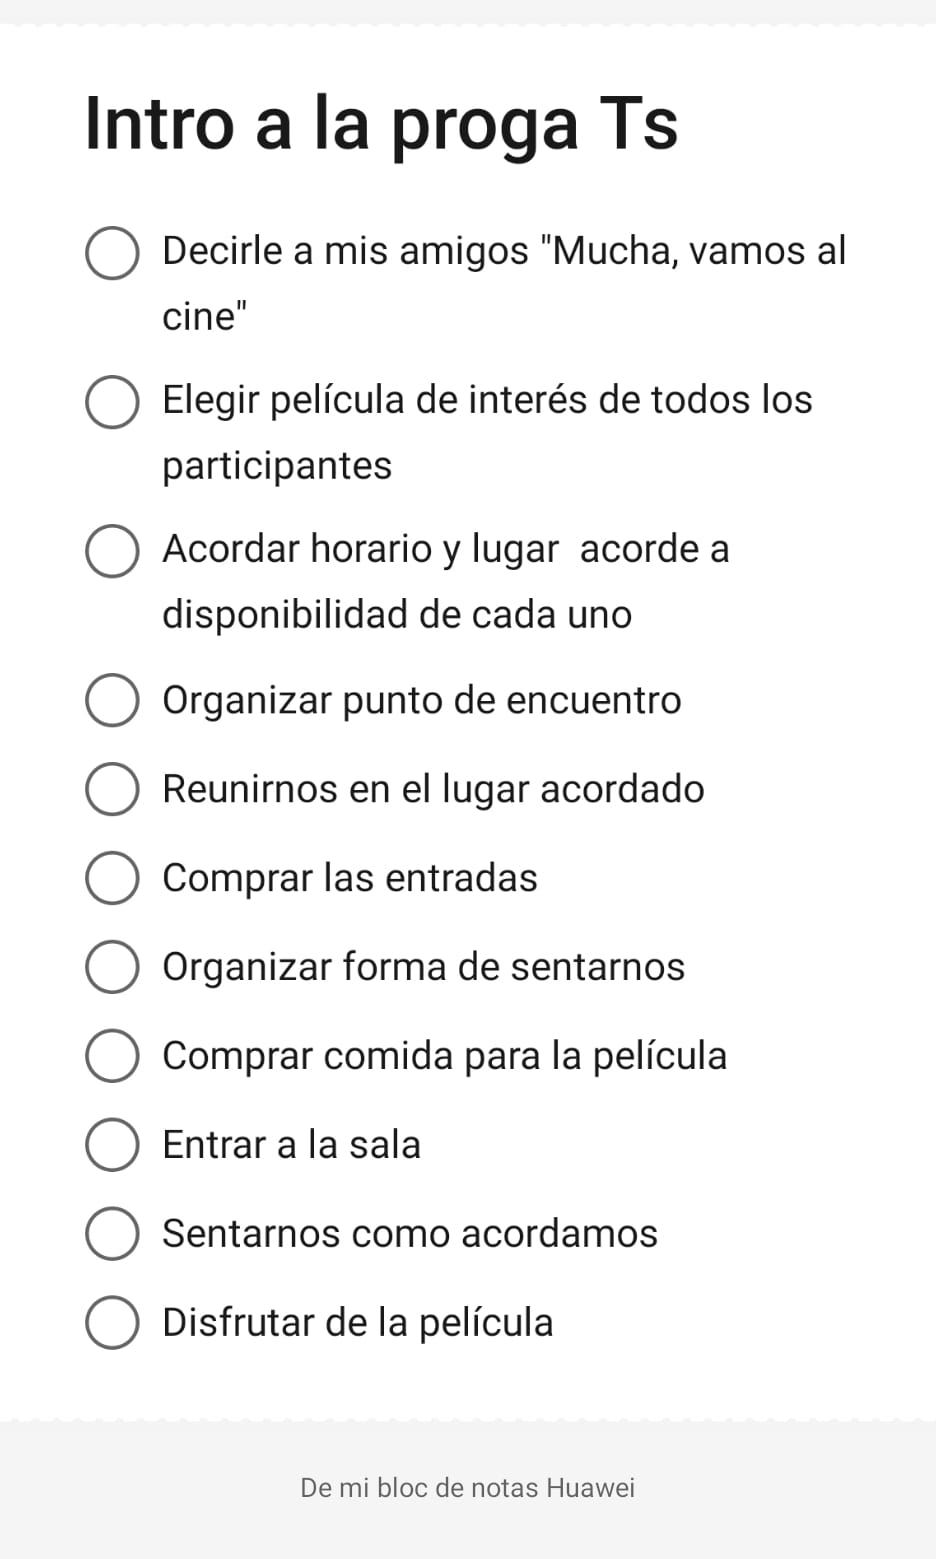 Intro a la proga Ts
Decirle a mis amigos "Mucha, vamos al
cine"
Elegir película de interés de todos los
participantes
Acordar horario y lugar  acorde a
disponibilidad de cada uno
Organizar punto de encuentro
Reunirnos en el lugar acordado
Comprar las entradas
Organizar forma de sentarnos
Comprar comida para la película
Entrar a la sala
Sentarnos como acordamos
Disfrutar de la película
De mi bloc de notas Huawei